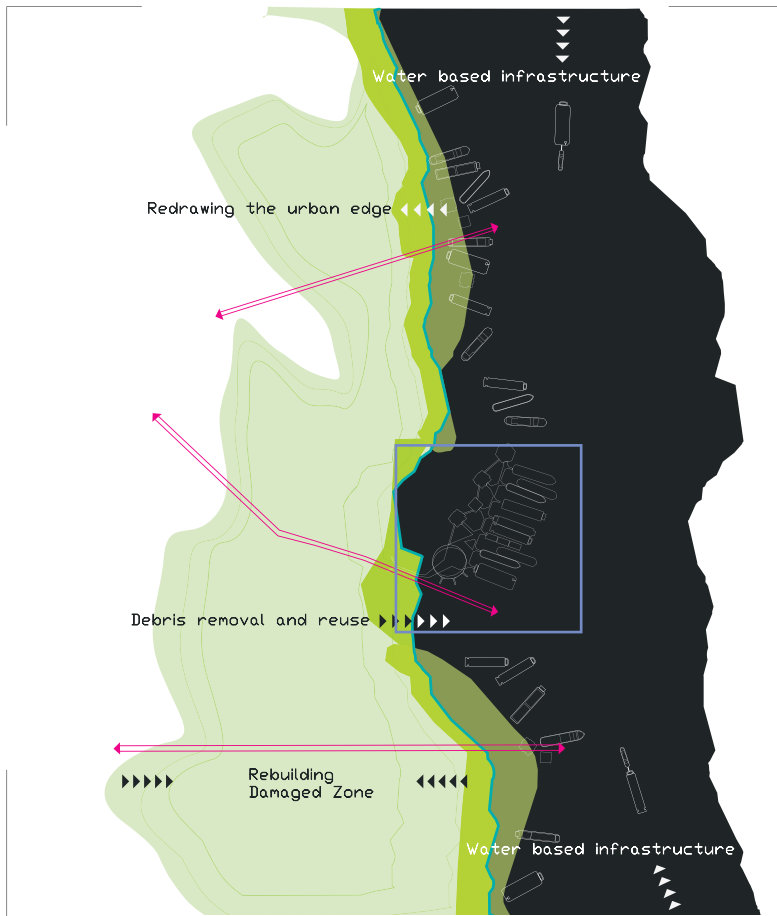 Water based infrastructure
Redrawing the urban edge
Debris removal and reuse
Rebuilding
Damaged Zone
Water based infrastructure